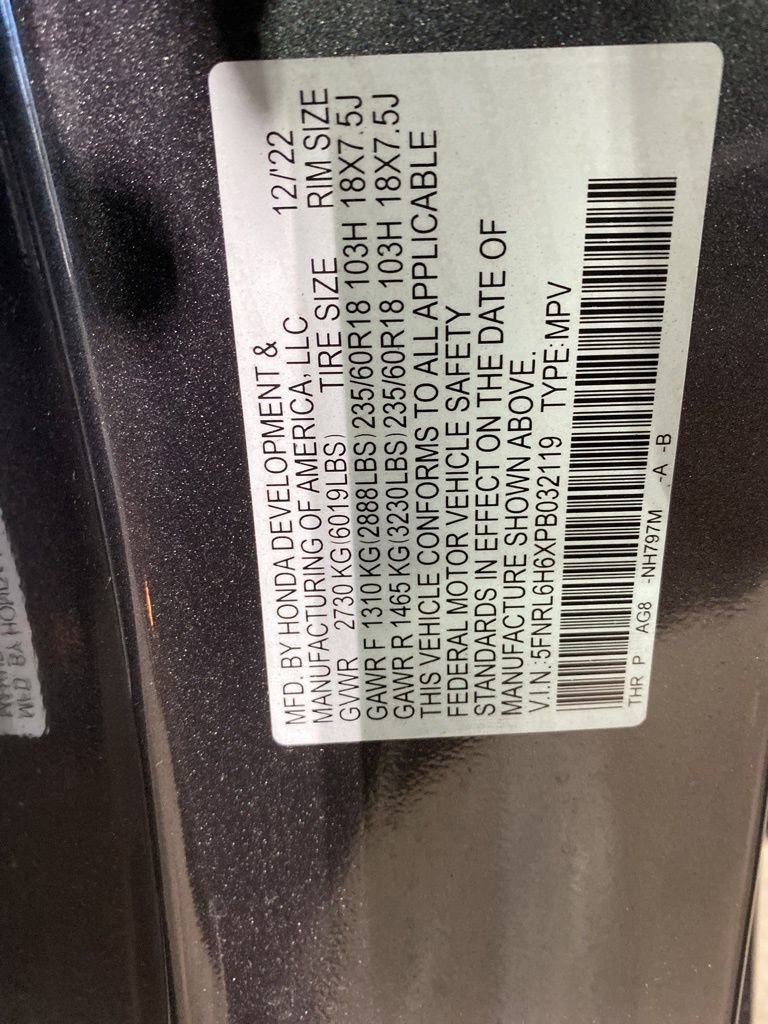 MFD. BY HONDA DEVELOPMENT &
MANUFACTURING OF AMERICA, LLC 12/'22
GVWR 2730 KG(6019LBS) TIRE SIZE RIM SIZE
GAWR F 1310 KG(2888LBS)235/60R18 103H 18X7.5J
GAWR R 1465 KG(3230LBS)235/60R18 103H 18X7.5J
THIS VEHICLE CONFORMS TO ALL APPLICABLE
FEDERAL MOTOR VEHICLE SAFETY
STANDARDS IN EFFECT ON THE DATE OF
MANUFACTURE SHOWN ABOVE.
V.I.N.:5FNRL6H6XPB032119 TYPE:MPV
THR P- AG8 -NH797M -A -B
MFD BY HONDA